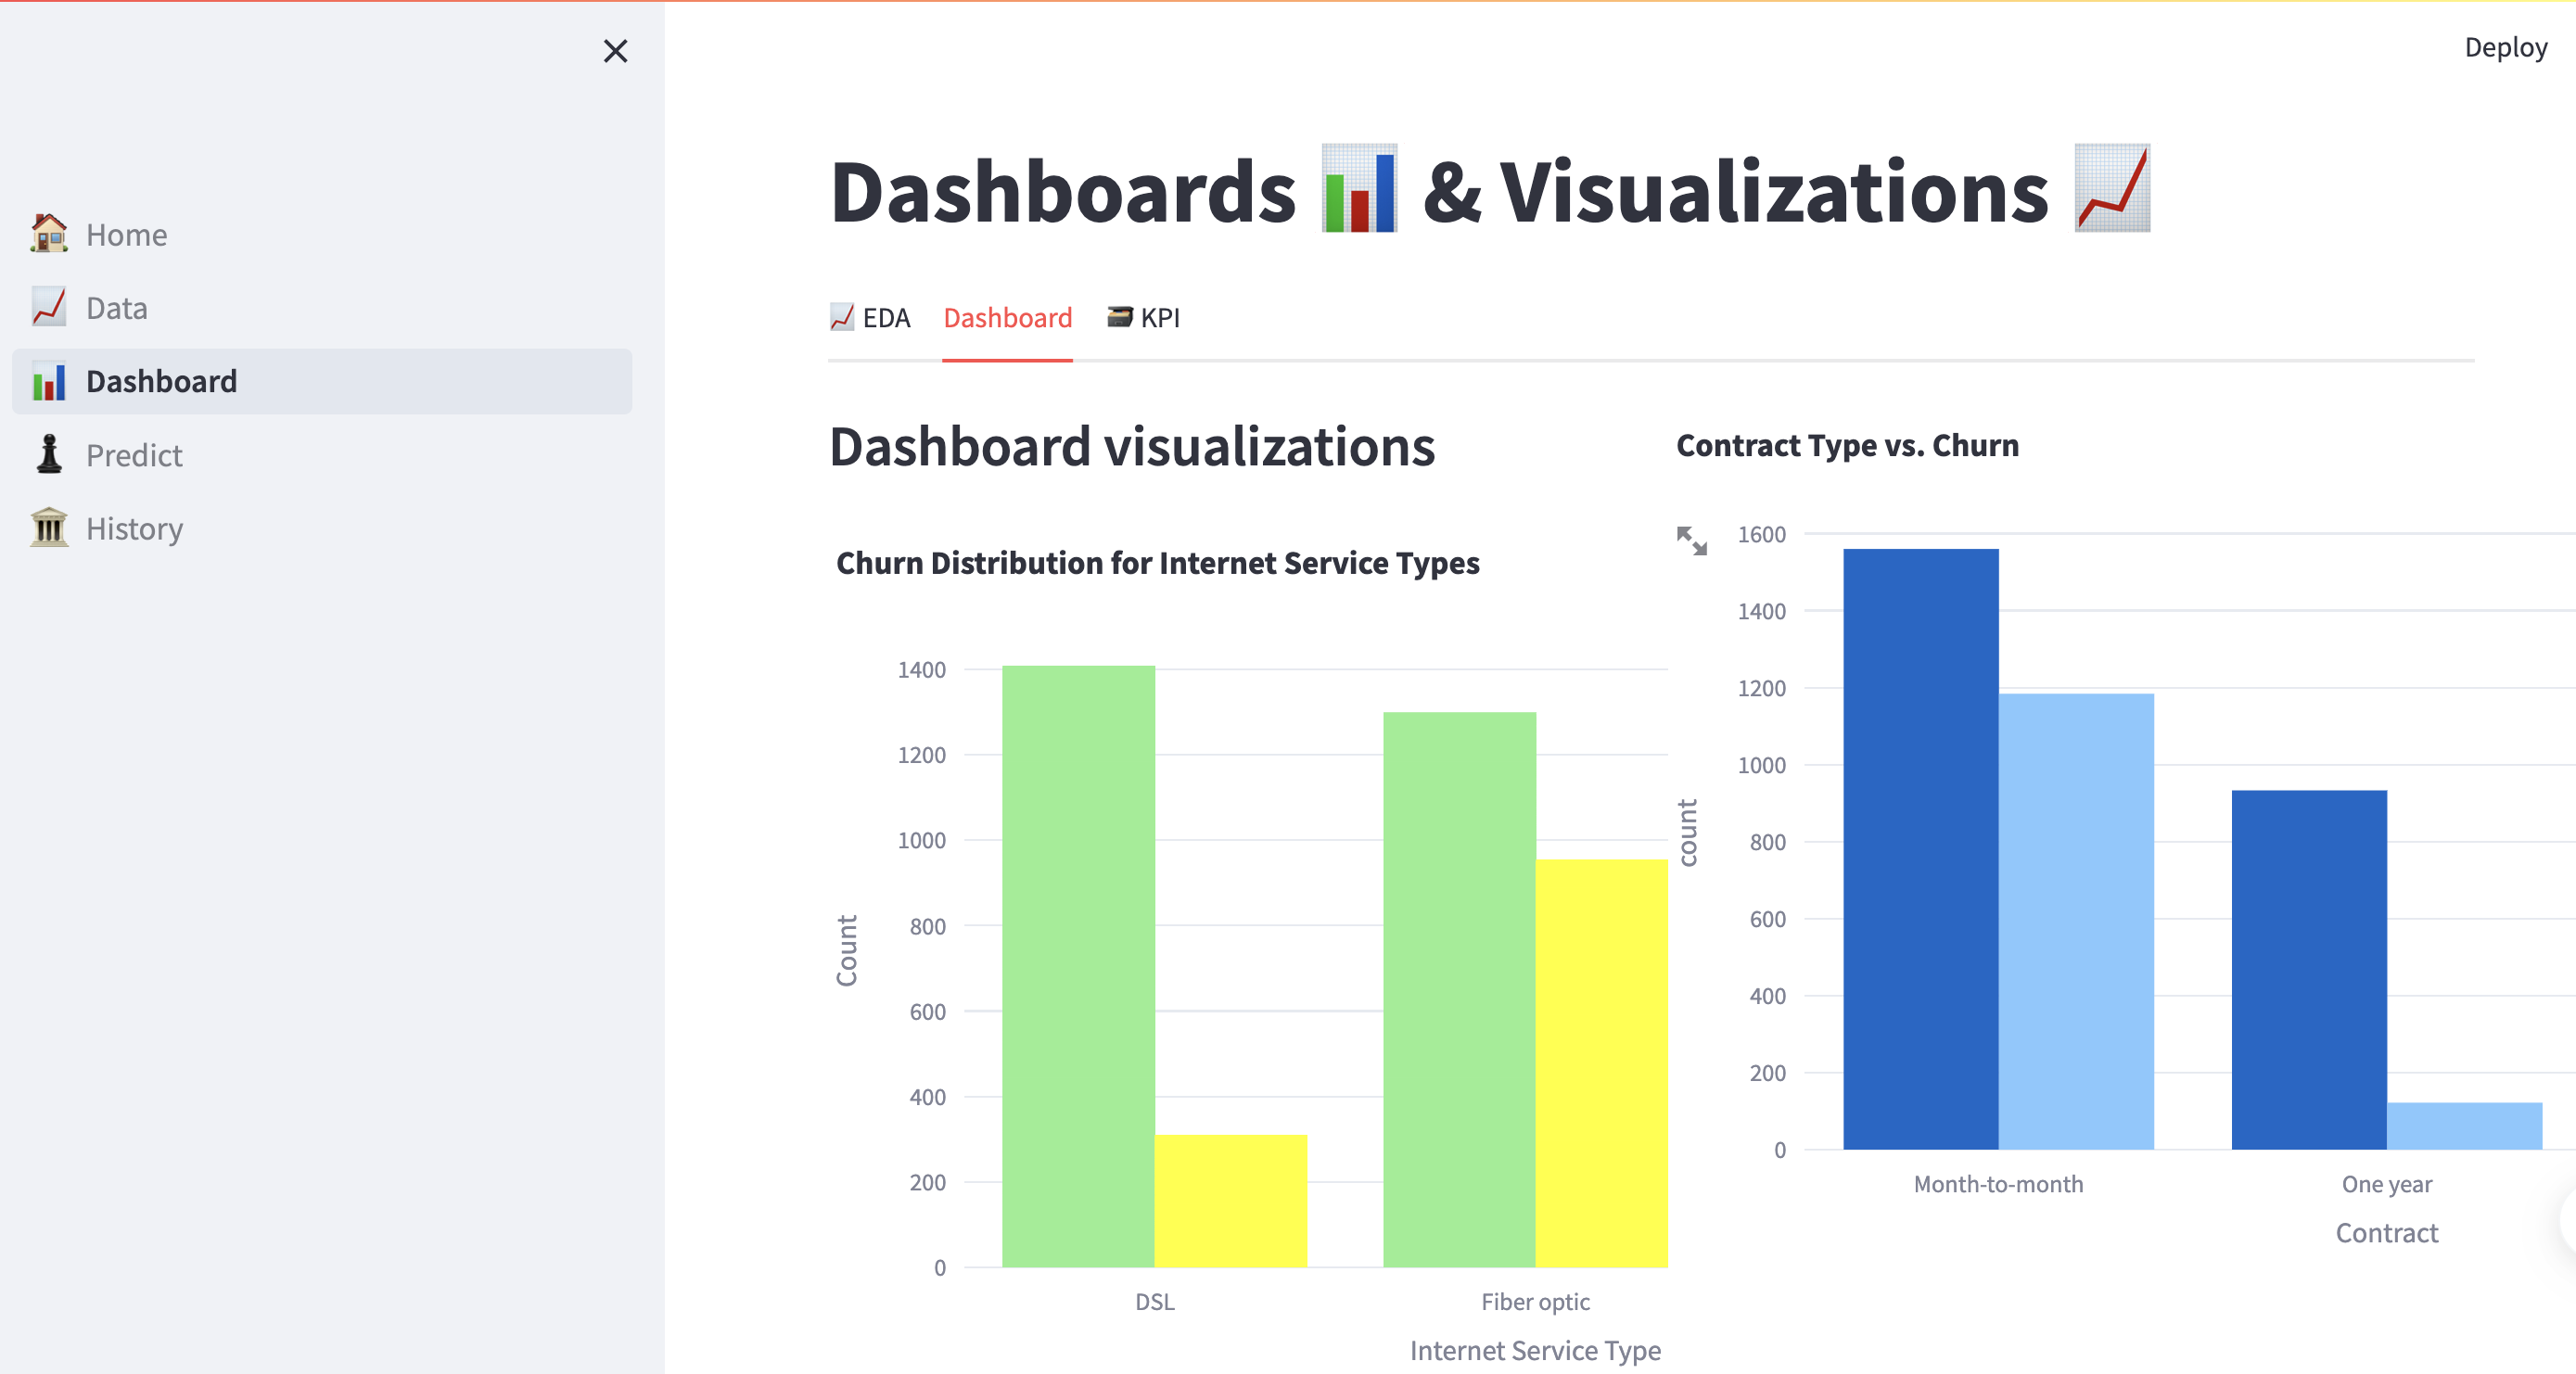 Deploy
Home
Data
Dashboard
Predict
History
Dashboards & Visualizations
EDA
Dashboard
KPI
Dashboard visualizations
Churn Distribution for Internet Service Types
1400
1200
1000
800
600
400
200
0
Count
DSL
Fiber optic
Internet Service Type
Contract Type vs. Churn
1600
1400
1200
1000
800
600
400
200
0
count
Month-to-month
One year
Contract